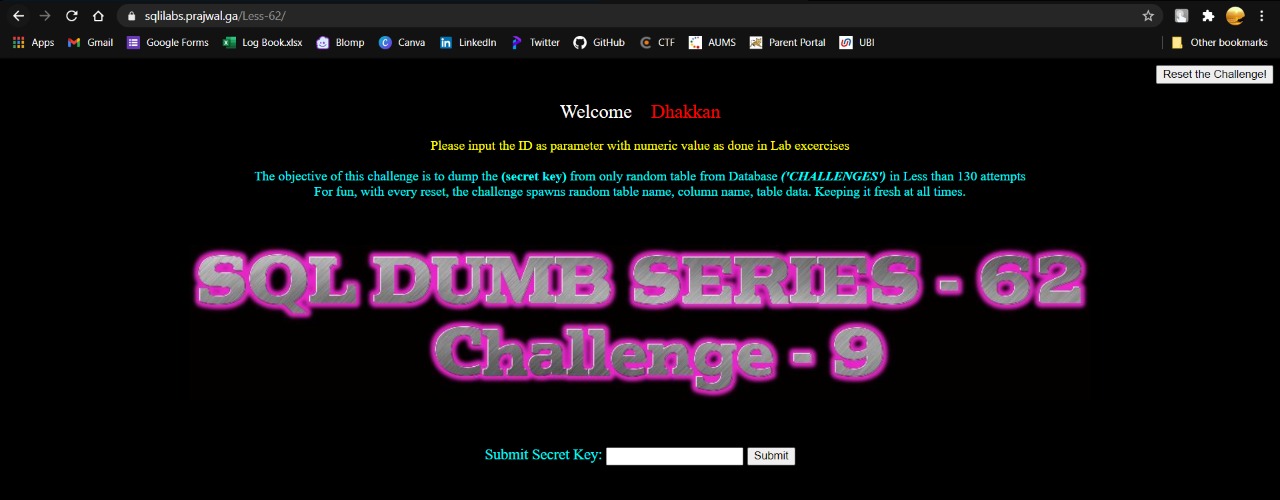 sqlilabs.prajwal.ga/Less-62/
Apps Gmail Google Forms Log Book.xlsx Blomp Canva LinkedIn Twitter GitHub CTF AUMS Parent Portal UBI Other bookmarks
Reset the Challenge!
Welcome Dhakkan
Please input the ID as parameter with numeric value as done in Lab excercises
The objective of this challenge is to dump the (secret key) from only random table from Database ('CHALLENGES') in Less than 130 attempts
For fun, with every reset, the challenge spawns random table name, column name, table data. Keeping it fresh at all times.
SQL DUMB SERIES - 62
Challenge - 9
Submit Secret Key: Submit